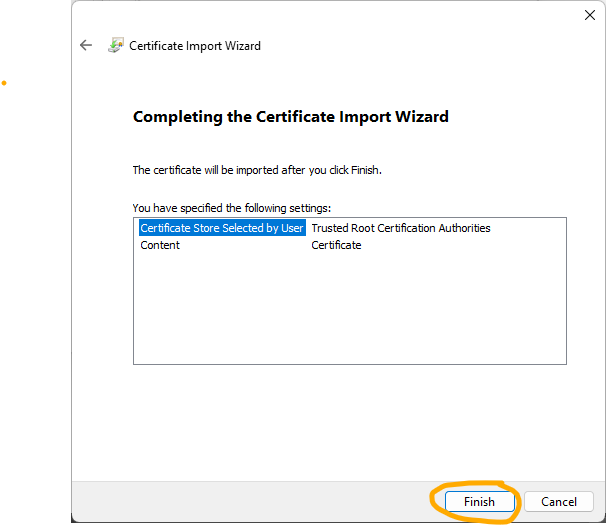 Certificate Import Wizard
Completing the Certificate Import Wizard
The certificate will be imported after you click Finish.
You have specified the following settings:
Certificate Store Selected by User Trusted Root Certification Authorities
Content Certificate
Finish Cancel